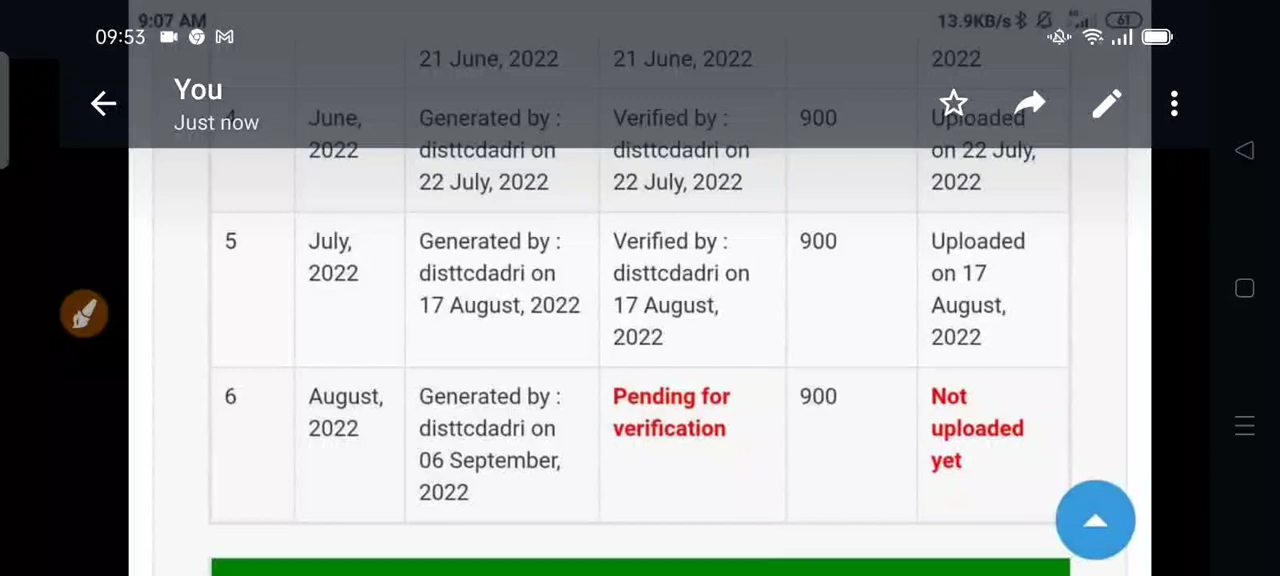 9:07 AM
13.9KB/s
4G
61
09:53
21 June, 2022
21 June, 2022
2022
You
Just now
4
June,
2022
Generated by :
disttcdadri on
22 July, 2022
Verified by :
disttcdadri on
22 July, 2022
900
Uploaded
on 22 July,
2022
5
July,
2022
Generated by :
disttcdadri on
17 August, 2022
Verified by :
disttcdadri on
17 August,
2022
900
Uploaded
on 17
August,
2022
6
August,
2022
Generated by :
disttcdadri on
06 September,
2022
Pending for
verification
900
Not
uploaded
yet